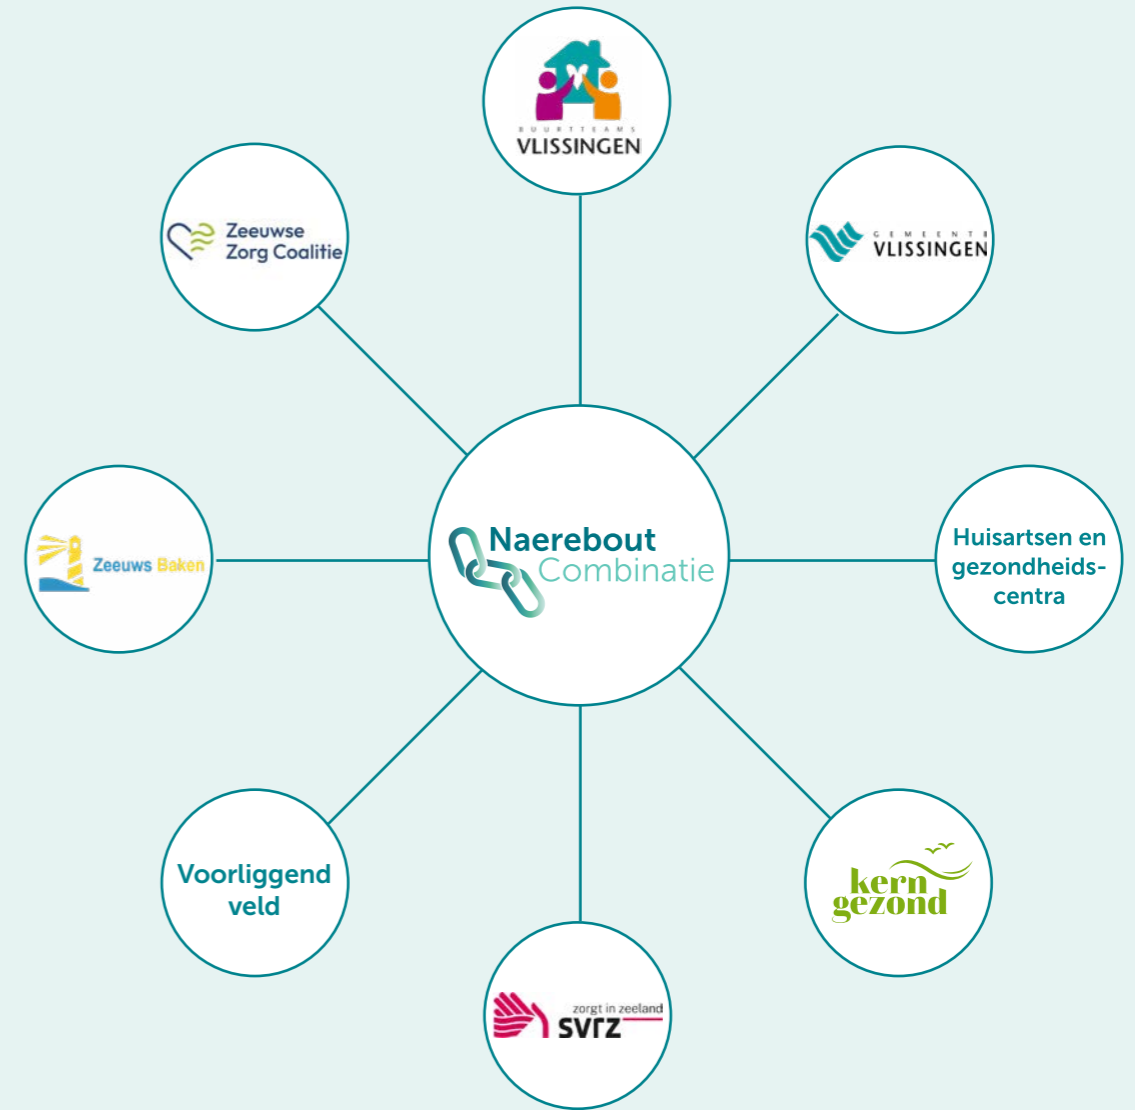 BUURTTEAMS
VLISSINGEN
Zeeuwse
Zorg Coalitie
GEMEENTE
VLISSINGEN
Naerebout
Combinatie
Zeeuws Baken
Huisartsen en
gezondheids-
centra
Voorliggend
veld
kern
gezond
zorgt in zeeland
svrz